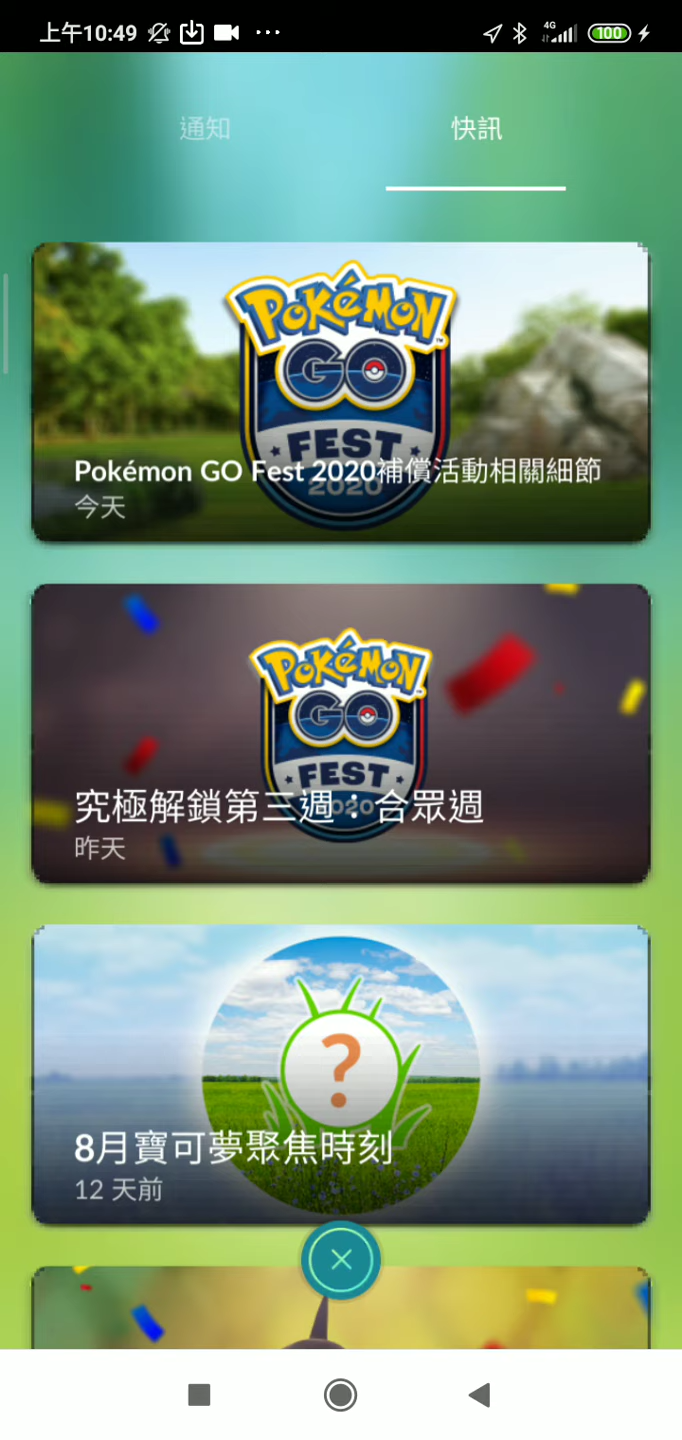 上午10:49
4G
100
通知
快訊
Pokémon
GO
FEST
2020
Pokémon GO Fest 2020補償活動相關細節
今天
Pokémon
GO
FEST
2020
究極解鎖第三週：合眾週
昨天
?
8月寶可夢聚焦時刻
12 天前